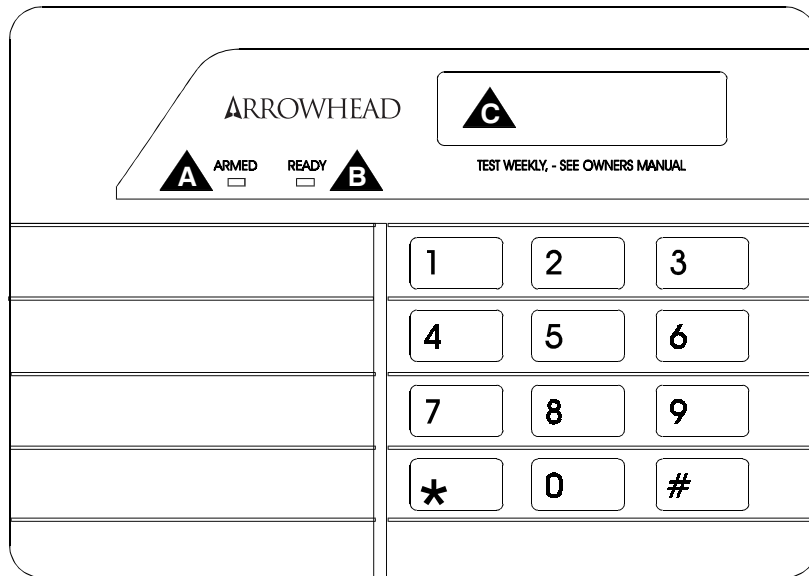 ARROWHEAD
C
A ARMED READY B
TEST WEEKLY, - SEE OWNERS MANUAL
1 2 3
4 5 6
7 8 9
* 0 #